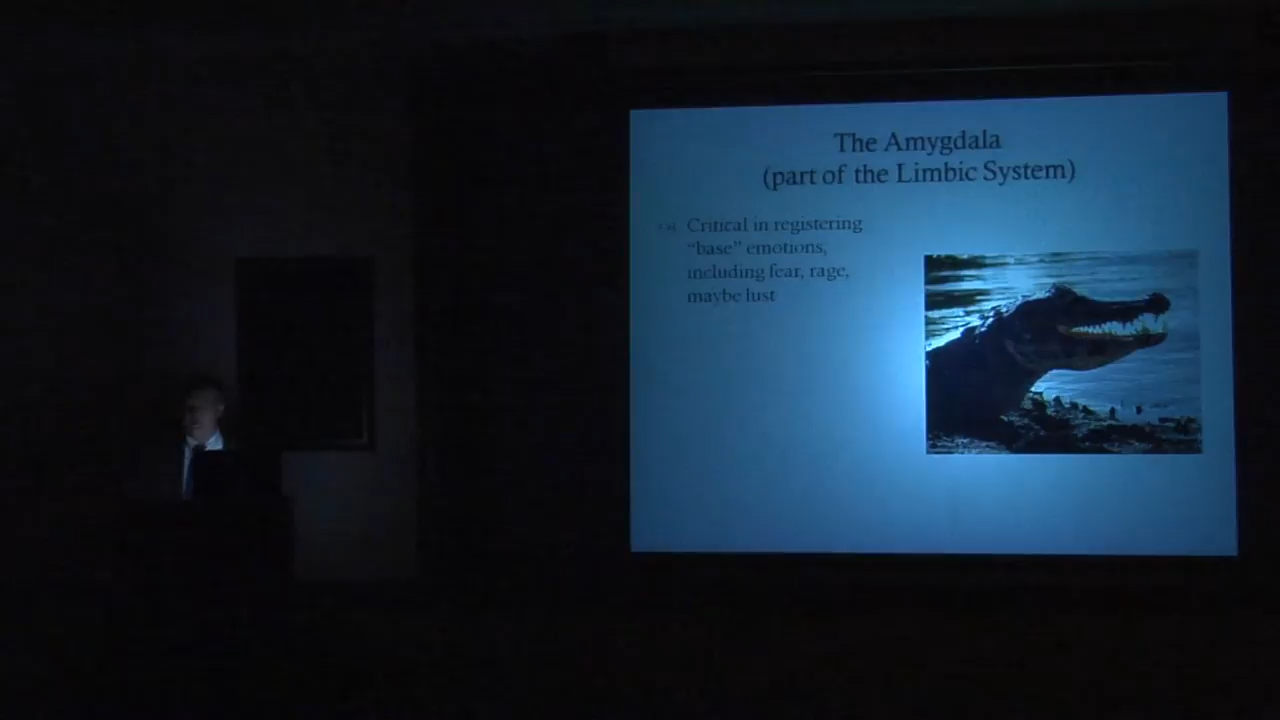 The Amygdala
(part of the Limbic System)
Critical in registering
“base” emotions,
including fear, rage,
maybe lust